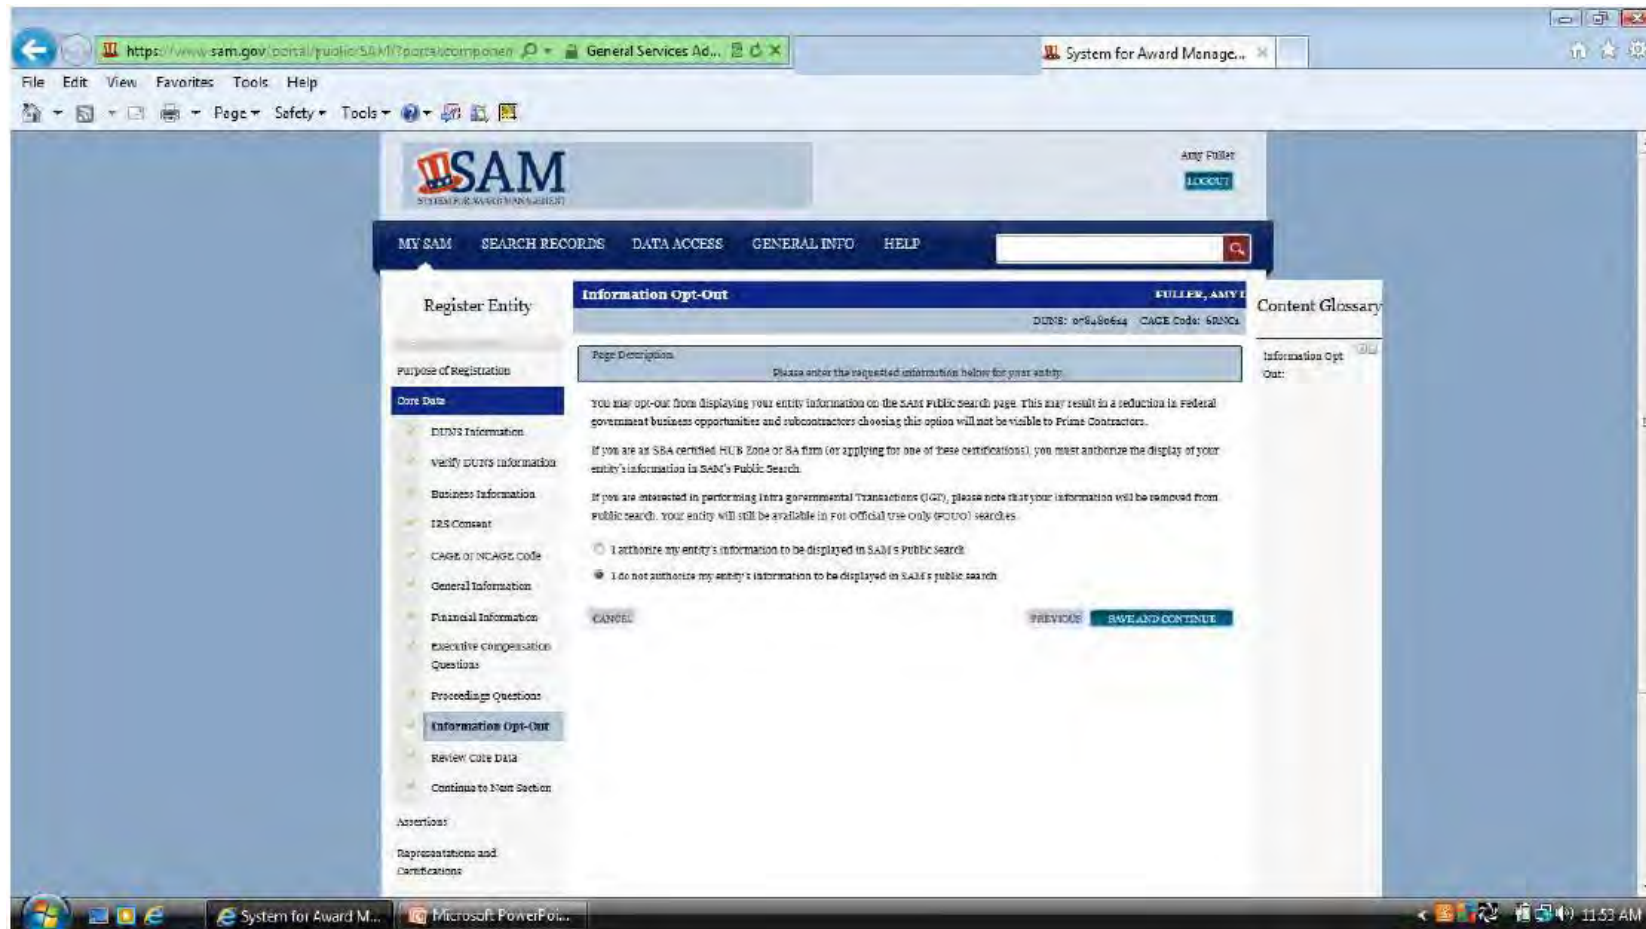 https://www.sam.gov/portal/public/SAM/?portal:componen
General Services Ad...
System for Award Manage...
File Edit View Favorites Tools Help
Page Safety Tools
SAM
SYSTEM FOR AWARD MANAGEMENT
Amy Fuller
LOGOUT
MY SAM SEARCH RECORDS DATA ACCESS GENERAL INFO HELP
Register Entity
Purpose of Registration
Core Data
DUNS Information
Verify DUNS Information
Business Information
IRS Consent
CAGE or NCAGE Code
General Information
Financial Information
Executive Compensation
Questions
Proceedings Questions
Information Opt-Out
Review Core Data
Continue to Next Section
Assertions
Representations and
Certifications
Information Opt-Out
FULLER, AMY
DUNS: CAGE Code:
Page Description
Please enter the requested information below for your entity.
You may opt-out from displaying your entity information on the SAM Public Search page. This may result in a reduction in Federal
government business opportunities and subcontractors choosing this option will not be visible to Prime Contractors.
If you are an SBA certified HUB Zone or 8A firm (or applying for one of these certifications), you must authorize the display of your
entity's information in SAM's Public Search.
If you are interested in performing Intra governmental Transactions (IGT), please note that your information will be removed from
Public Search. Your entity will still be available in For Official Use Only (FOUO) searches.
I authorize my entity's information to be displayed in SAM's Public Search
I do not authorize my entity's information to be displayed in SAM's public search
CANCEL
PREVIOUS
SAVE AND CONTINUE
Content Glossary
Information Opt
Out:
System for Award M...
Microsoft PowerPoi...
11:53 AM